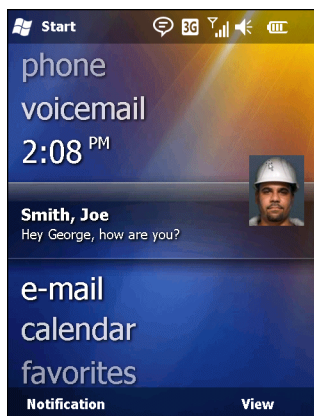 Start 3G
phone
voicemail
2:08 PM
Smith, Joe
Hey George, how are you?
e-mail
calendar
favorites
Notification View